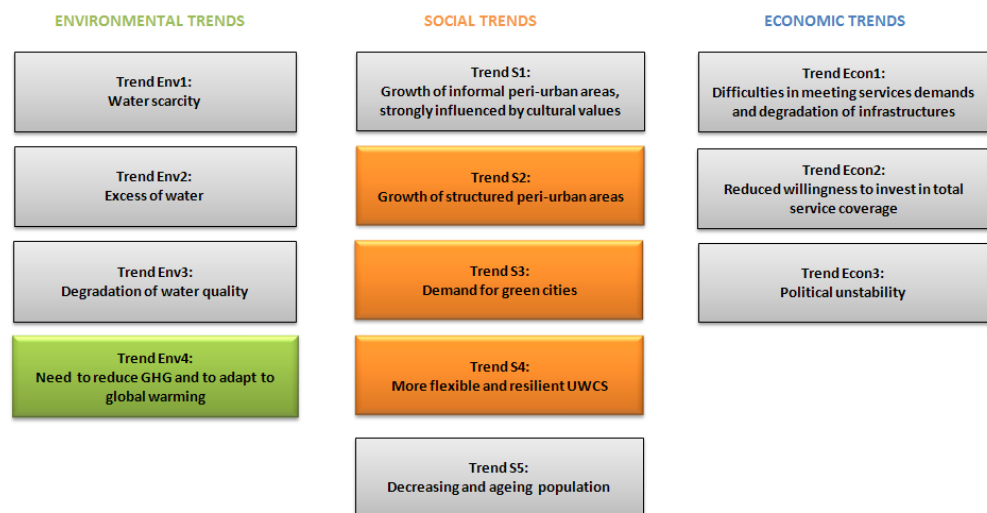 ENVIRONMENTAL TRENDS
Trend Env1:
Water scarcity
Trend Env2:
Excess of water
Trend Env3:
Degradation of water quality
Trend Env4:
Need to reduce GHG and to adapt to
global warming
SOCIAL TRENDS
Trend S1:
Growth of informal peri-urban areas,
strongly influenced by cultural values
Trend S2:
Growth of structured peri-urban areas
Trend S3:
Demand for green cities
Trend S4:
More flexible and resilient UWCS
Trend S5:
Decreasing and ageing population
ECONOMIC TRENDS
Trend Econ1:
Difficulties in meeting services demands
and degradation of infrastructures
Trend Econ2:
Reduced willingness to invest in total
service coverage
Trend Econ3:
Political unstability